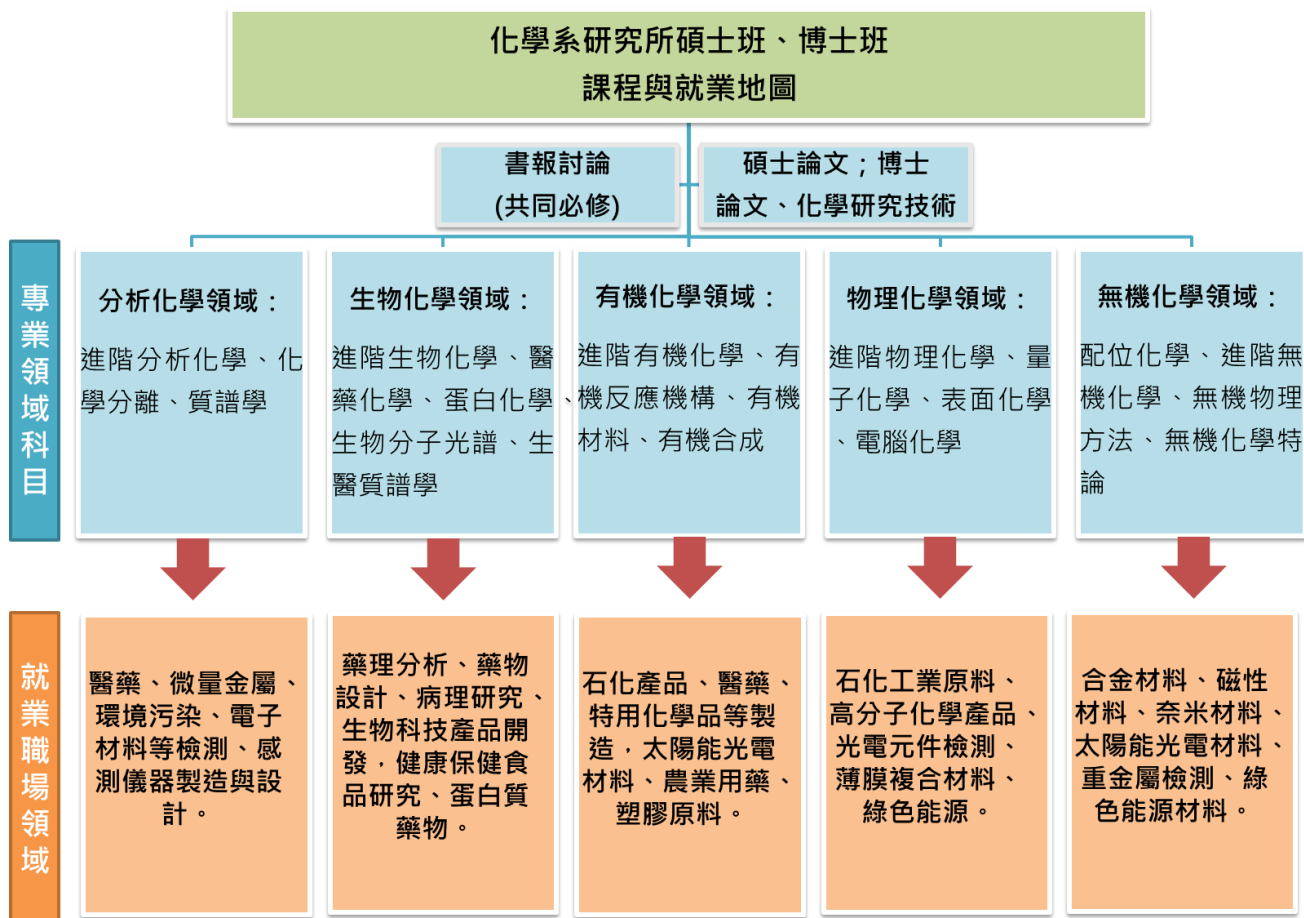 化學系研究所碩士班、博士班
課程與就業地圖
書報討論
(共同必修)
碩士論文；博士
論文、化學研究技術
專業領域科目
分析化學領域：
進階分析化學、化
學分離、質譜學
生物化學領域：
進階生物化學、醫
藥化學、蛋白化學、
生物分子光譜、生
醫質譜學
有機化學領域：
進階有機化學、有
機反應機構、有機
材料、有機合成
物理化學領域：
進階物理化學、量
子化學、表面化學
、電腦化學
無機化學領域：
配位化學、進階無
機化學、無機物理
方法、無機化學特
論
就業職場領域
醫藥、微量金屬、
環境污染、電子
材料等檢測、感
測儀器製造與設
計。
藥理分析、藥物
設計、病理研究、
生物科技產品開
發，健康保健食
品研究、蛋白質
藥物。
石化產品、醫藥、
特用化學品等製
造，太陽能光電
材料、農業用藥、
塑膠原料。
石化工業原料、
高分子化學產品、
光電元件檢測、
薄膜複合材料、
綠色能源。
合金材料、磁性
材料、奈米材料、
太陽能光電材料、
重金屬檢測、綠
色能源材料。